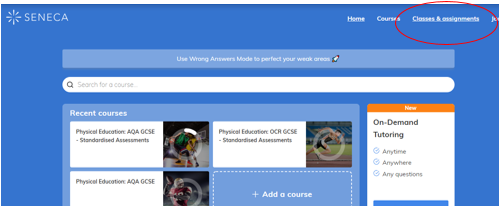 SENECA
Home Courses Classes & assignments
Use Wrong Answers Mode to perfect your weak areas
Search for a course...
Recent courses
Physical Education: AQA GCSE
- Standardised Assessments
Physical Education: OCR GCSE
- Standardised Assessments
Physical Education: AQA GCSE
+ Add a course
New
On-Demand
Tutoring
Anytime
Anywhere
Any questions